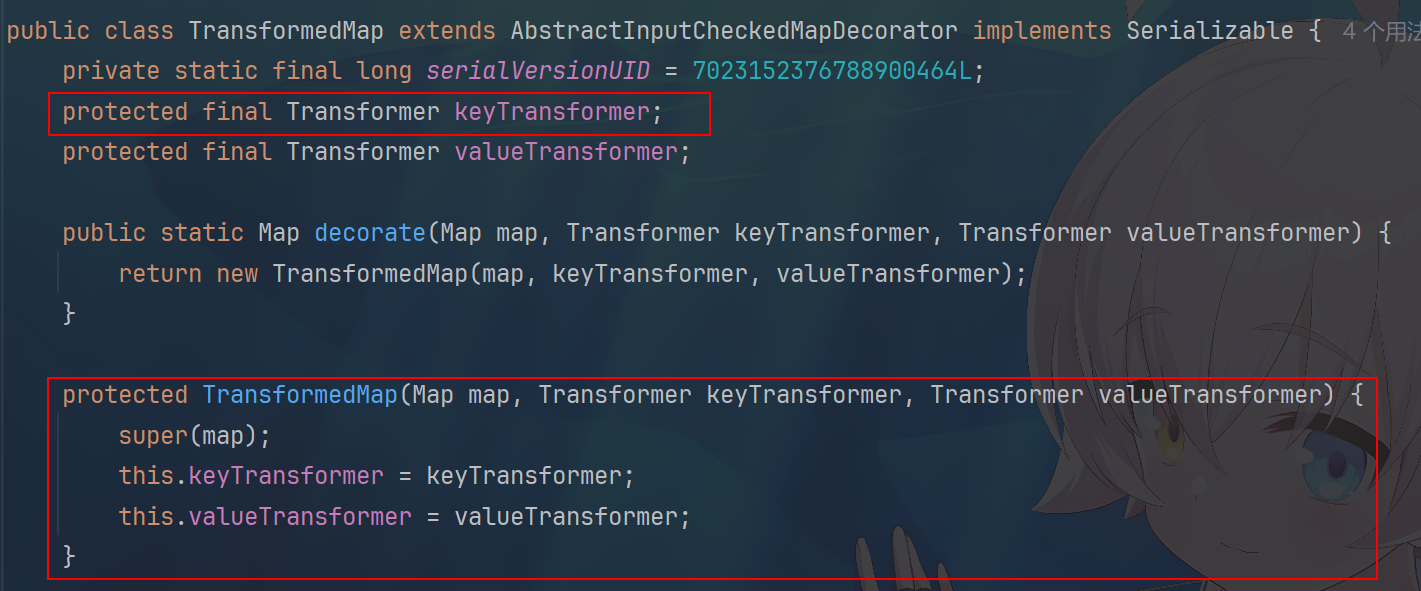 public class TransformedMap extends AbstractInputCheckedMapDecorator implements Serializable { 4 个用法
private static final long serialVersionUID = 7023152376788900464L;
protected final Transformer keyTransformer;
protected final Transformer valueTransformer;
public static Map decorate(Map map, Transformer keyTransformer, Transformer valueTransformer) {
return new TransformedMap(map, keyTransformer, valueTransformer);
}
protected TransformedMap(Map map, Transformer keyTransformer, Transformer valueTransformer) {
super(map);
this.keyTransformer = keyTransformer;
this.valueTransformer = valueTransformer;
}